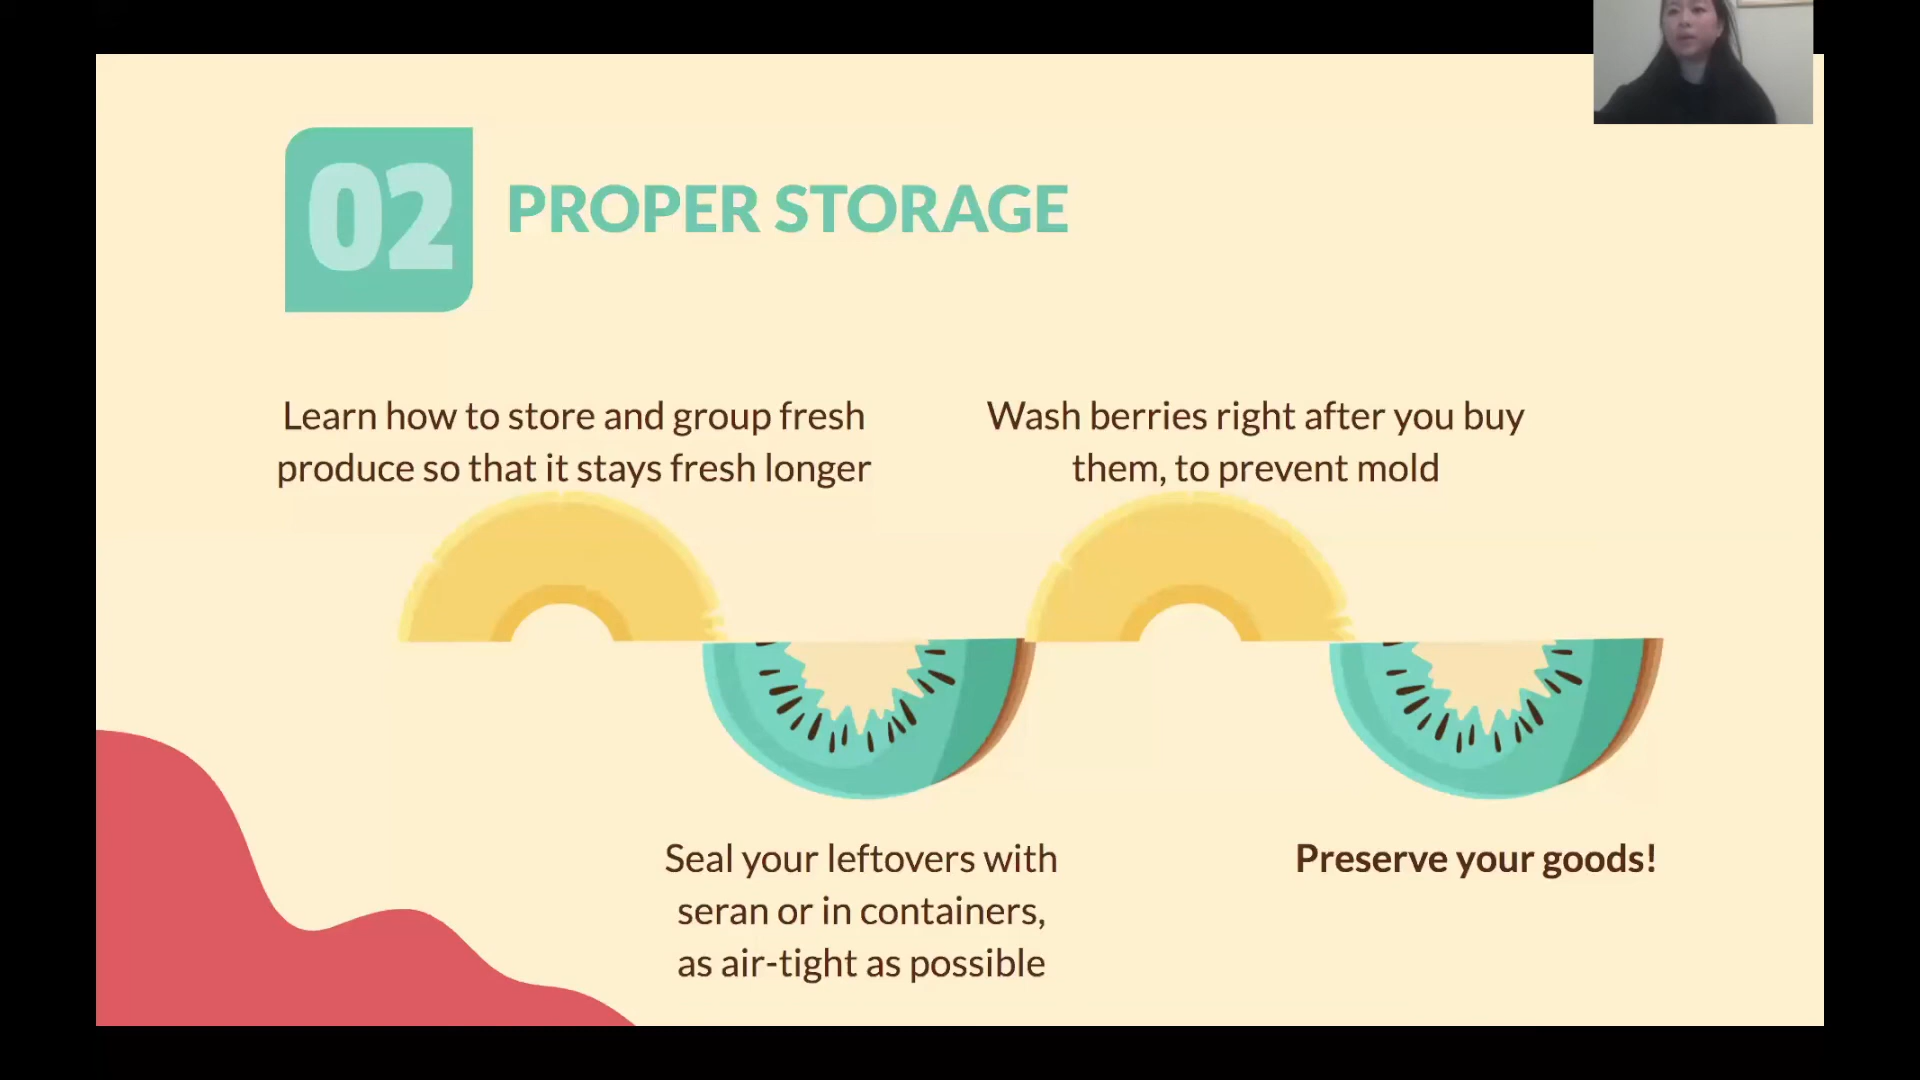 02
PROPER STORAGE
Learn how to store and group fresh
produce so that it stays fresh longer
Wash berries right after you buy
them, to prevent mold
Seal your leftovers with
seran or in containers,
as air-tight as possible
Preserve your goods!